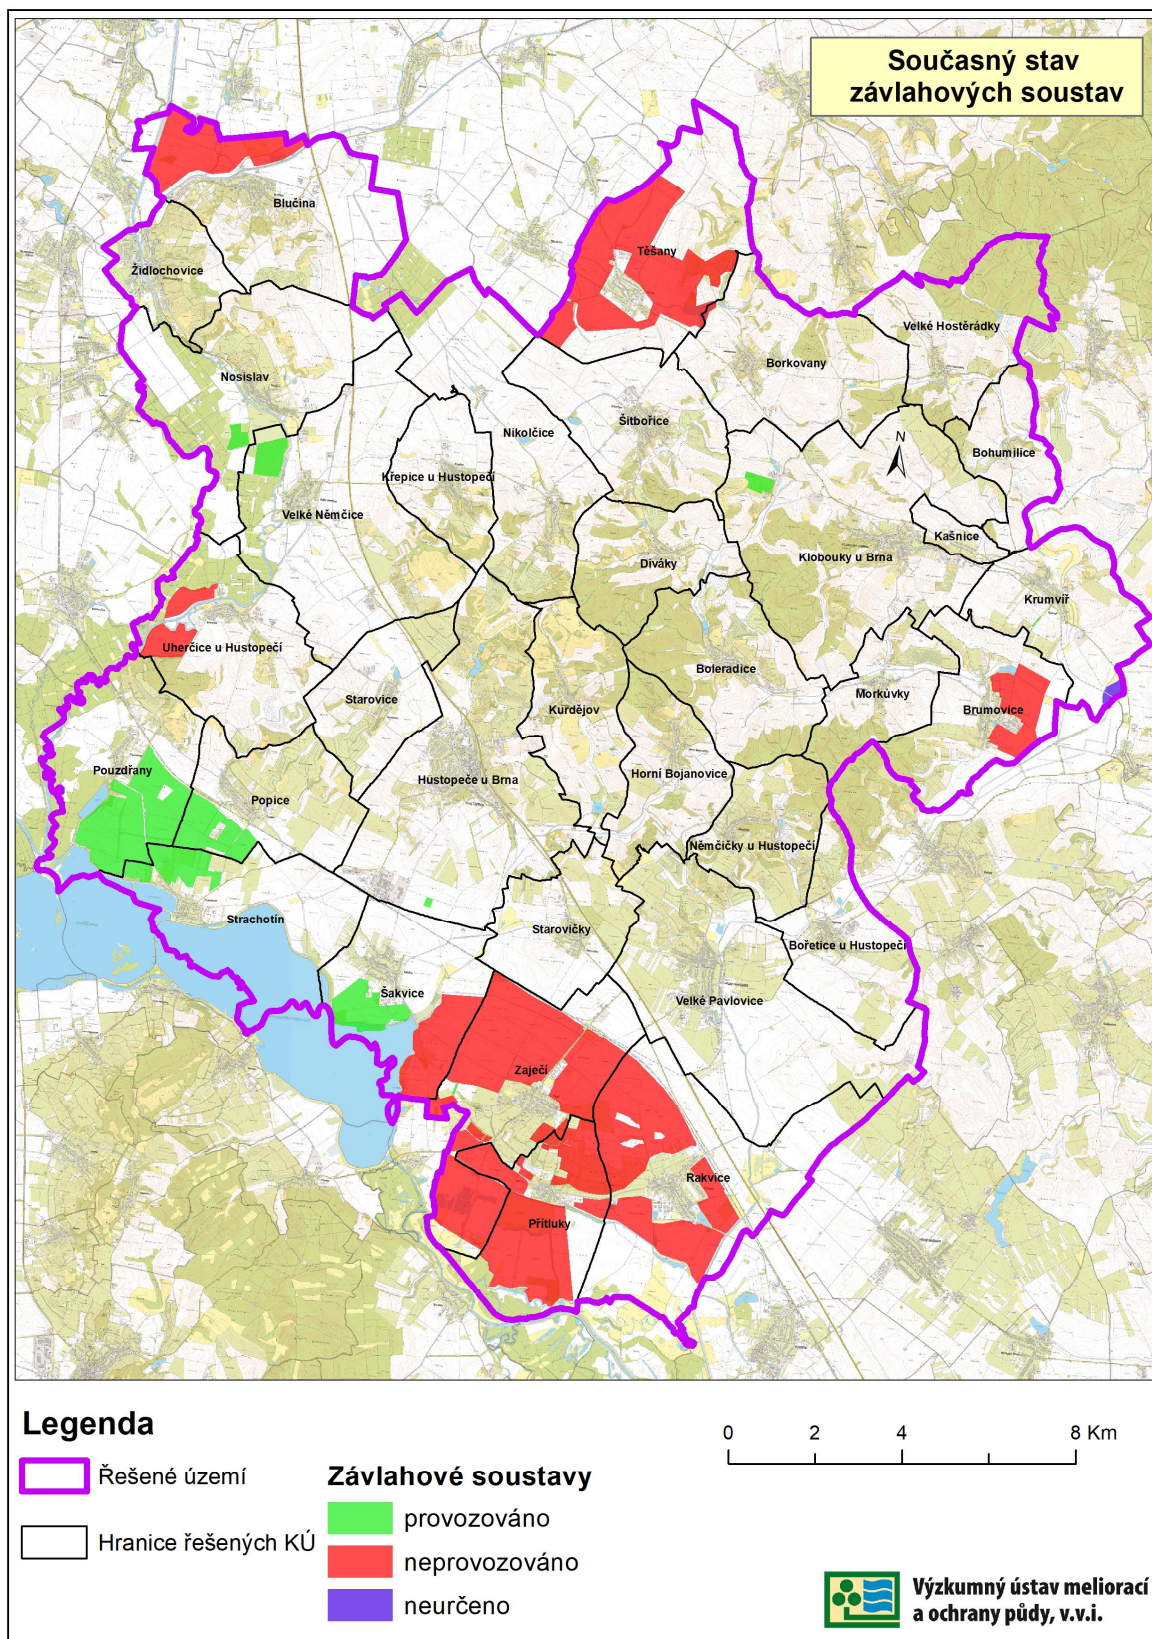 Současný stav
závlahových soustav
Blučina
Židlochovice
Těšany
Velké Hostěrádky
Borkovany
Nosislav
Šitbořice
Nikolčice
Bohumilice
Křepice u Hustopečí
Velké Němčice
N
Kašnice
Klobouky u Brna
Diváky
Krumvíř
Uherčice u Hustopečí
Boleradice
Starovice
Kurdějov
Morkůvky
Brumovice
Pouzdřany
Popice
Hustopeče u Brna
Horní Bojanovice
Němčičky u Hustopečí
Strachotín
Starovičky
Bořetice u Hustopečí
Šakvice
Velké Pavlovice
Zaječí
Rakvice
Přítluky
Legenda
Řešené území
Hranice řešených KÚ
Závlahové soustavy
provozováno
neprovozováno
neurčeno
0 2 4 8 Km
Výzkumný ústav meliorací
a ochrany půdy, v.v.i.